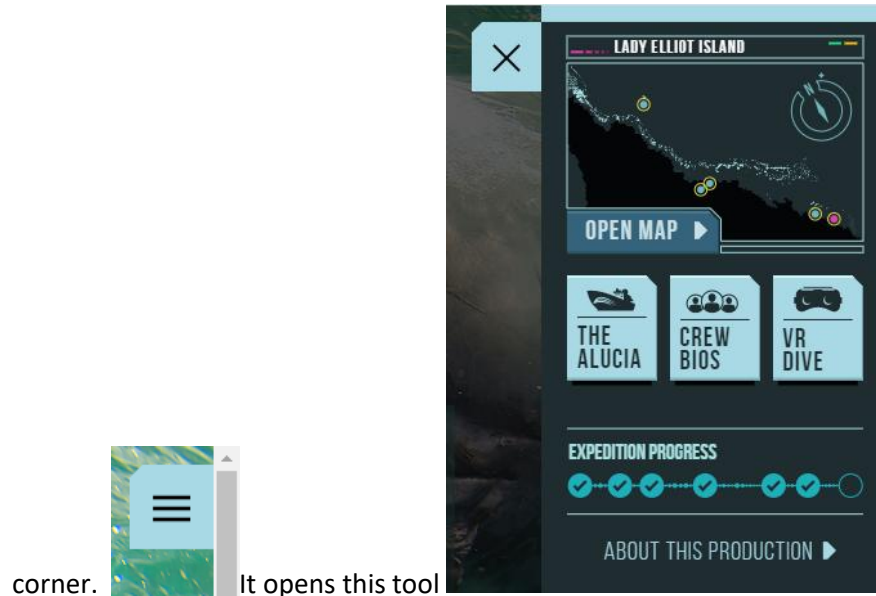 LADY ELLIOT ISLAND
N
OPEN MAP
THE
ALUCIA
CREW
BIOS
VR
DIVE
EXPEDITION PROGRESS
ABOUT THIS PRODUCTION
corner. It opens this tool